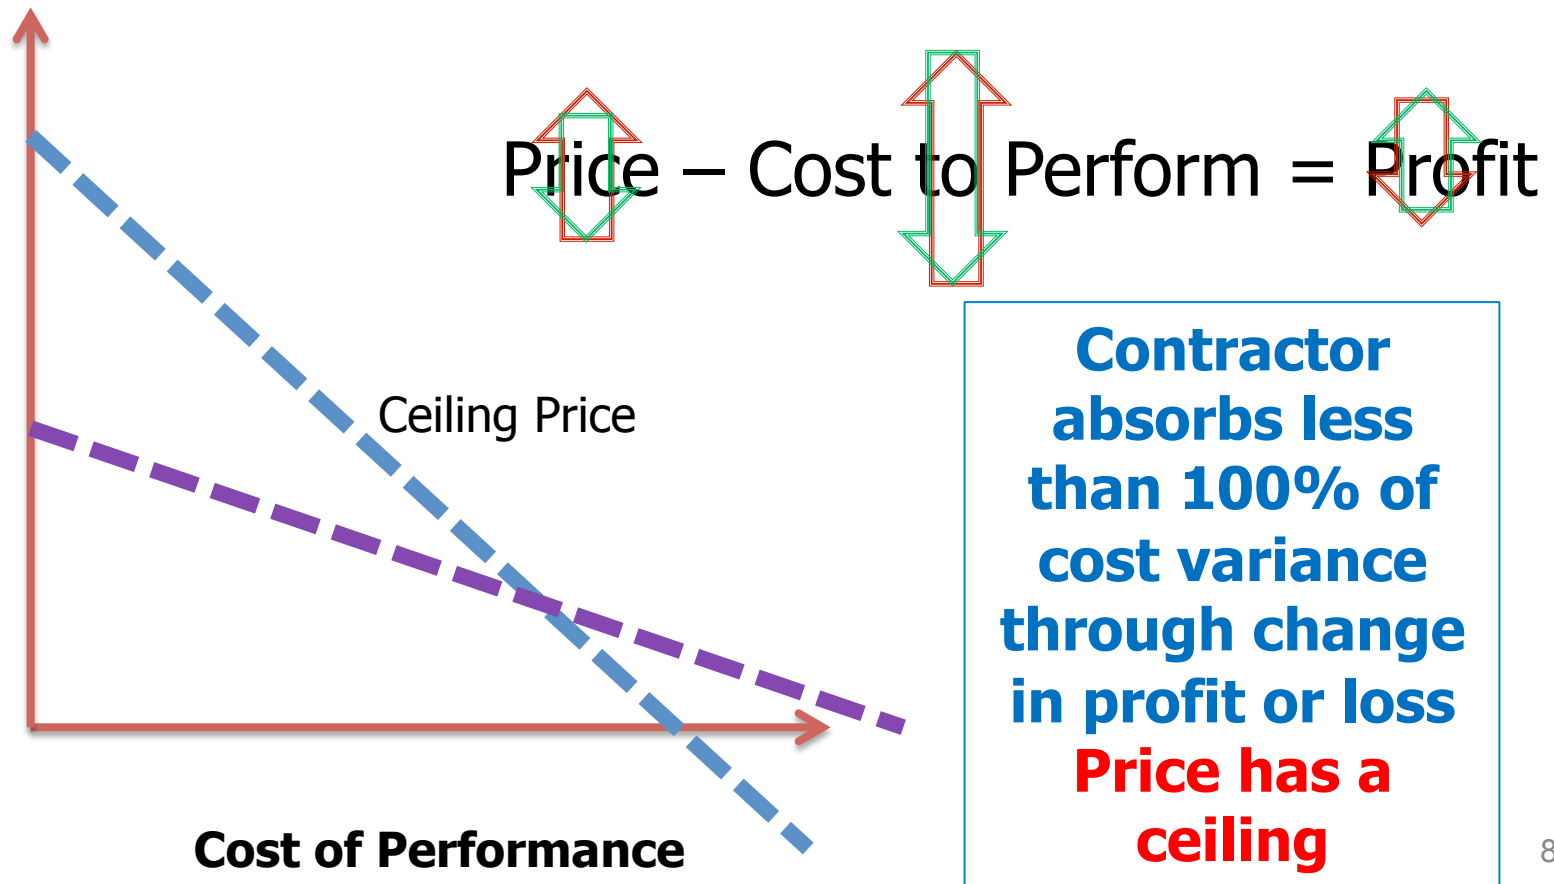 Price – Cost to Perform = Profit
Ceiling Price
Contractor
absorbs less
than 100% of
cost variance
through change
in profit or loss
Price has a
ceiling
Cost of Performance
8